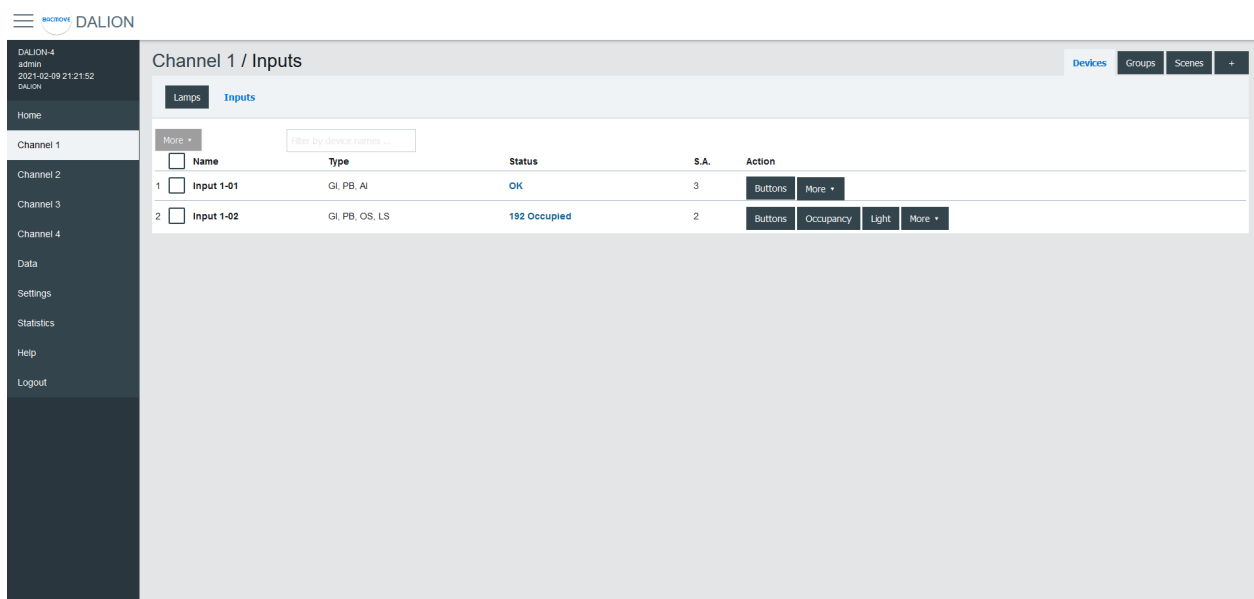 BACMOVE DALION
DALION-4
admin
2021-02-09 21:21:52
DALION
Home
Channel 1
Channel 2
Channel 3
Channel 4
Data
Settings
Statistics
Help
Logout
Channel 1 / Inputs
Devices Groups Scenes +
Lamps Inputs
More Filter by device names ...
Name Type Status S.A. Action
1 Input 1-01 GI, PB, AI OK 3 Buttons More
2 Input 1-02 GI, PB, OS, LS 192 Occupied 2 Buttons Occupancy Light More